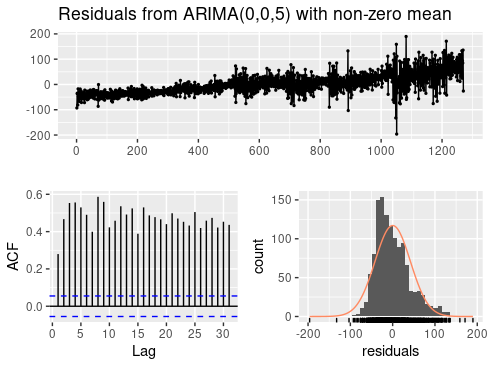 Residuals from ARIMA(0,0,5) with non-zero mean
200
100
0
-100
-200
0 200 400 600 800 1000 1200
0.6
0.4
0.2
0.0
ACF
0 5 10 15 20 25 30
Lag
150
100
50
0
count
-200 -100 0 100 200
residuals